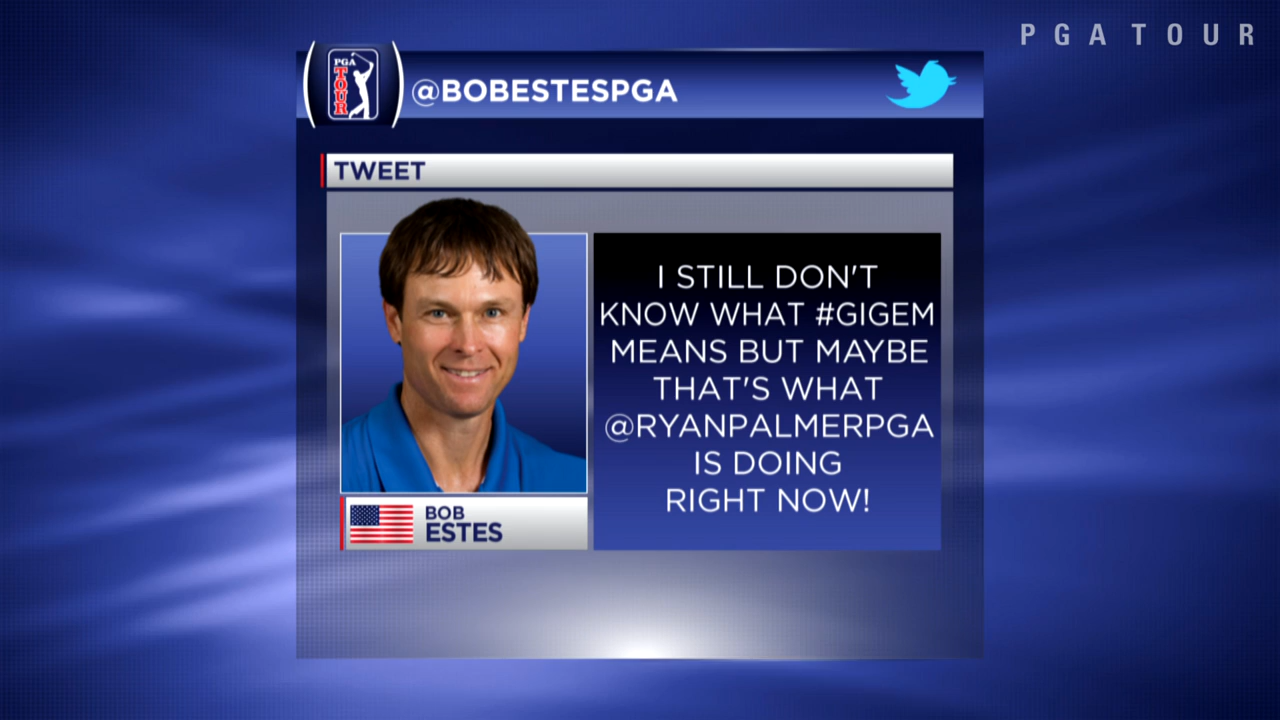 PGA TOUR
PGA TOUR
@BOBESTESPGA
TWEET
I STILL DON'T
KNOW WHAT #GIGEM
MEANS BUT MAYBE
THAT'S WHAT
@RYANPALMERPGA
IS DOING
RIGHT NOW!
BOB
ESTES